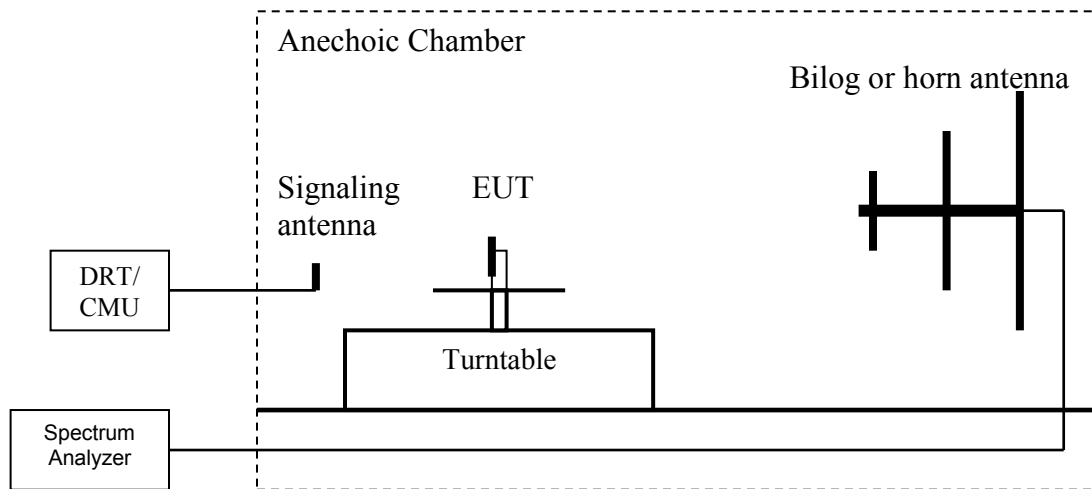 Anechoic Chamber
Bilog or horn antenna
Signaling
antenna
EUT
DRT/
CMU
Turntable
Spectrum
Analyzer